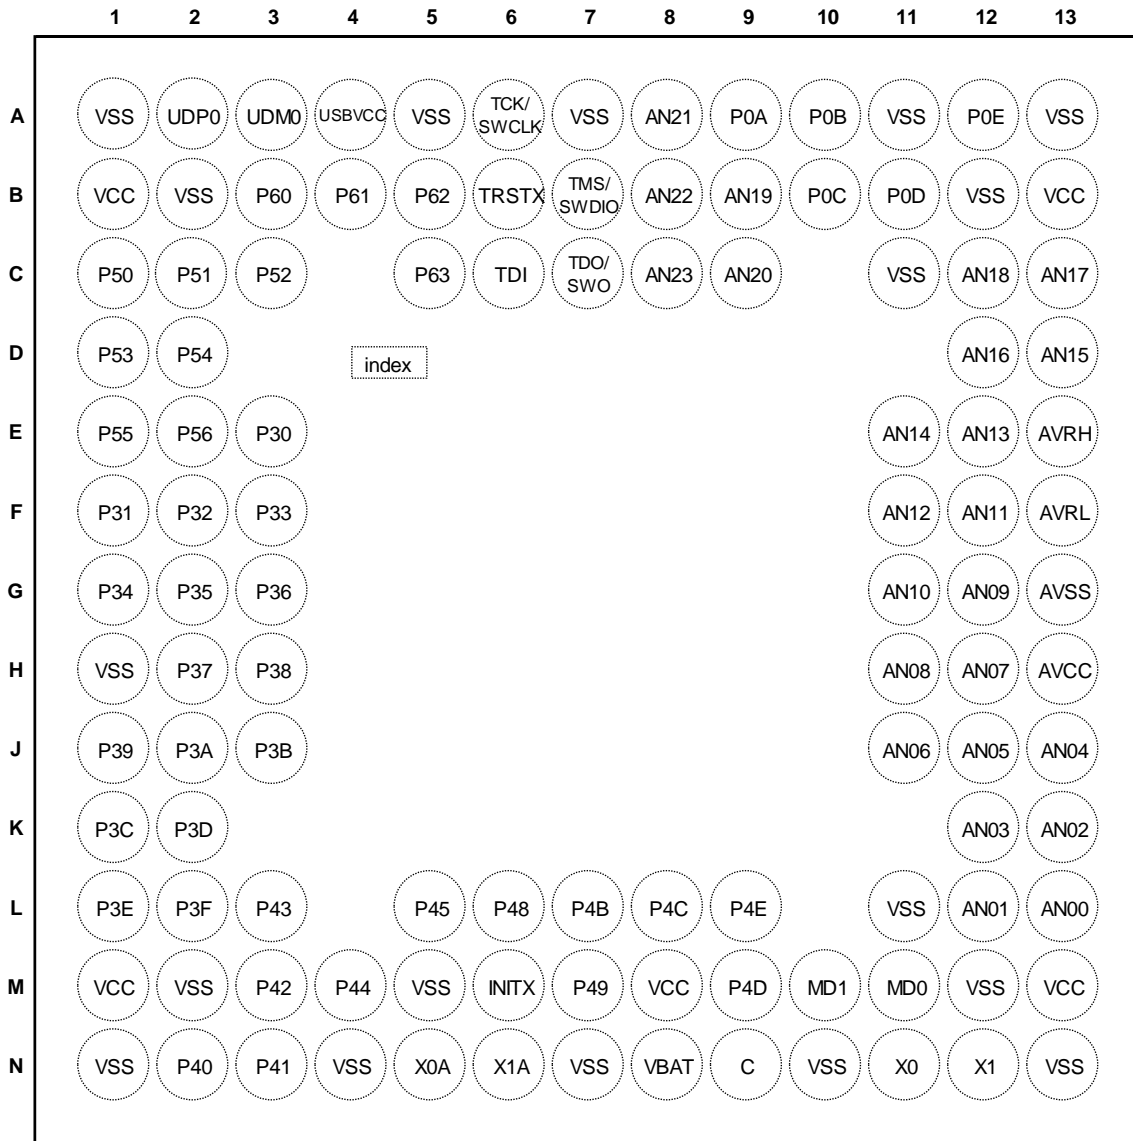 1 2 3 4 5 6 7 8 9 10 11 12 13
A VSS UDP0 UDM0 USBVCC VSS TCK/ SWCLK VSS AN21 P0A P0B VSS P0E VSS
B VCC VSS P60 P61 P62 TRSTX TMS/ SWDIO AN22 AN19 P0C P0D VSS VCC
C P50 P51 P52 P63 TDI TDO/ SWO AN23 AN20 VSS AN18 AN17
D P53 P54 index AN16 AN15
E P55 P56 P30 AN14 AN13 AVRH
F P31 P32 P33 AN12 AN11 AVRL
G P34 P35 P36 AN10 AN09 AVSS
H VSS P37 P38 AN08 AN07 AVCC
J P39 P3A P3B AN06 AN05 AN04
K P3C P3D AN03 AN02
L P3E P3F P43 P45 P48 P4B P4C P4E VSS AN01 AN00
M VCC VSS P42 P44 VSS INITX P49 VCC P4D MD1 MD0 VSS VCC
N VSS P40 P41 VSS X0A X1A VSS VBAT C VSS X0 X1 VSS